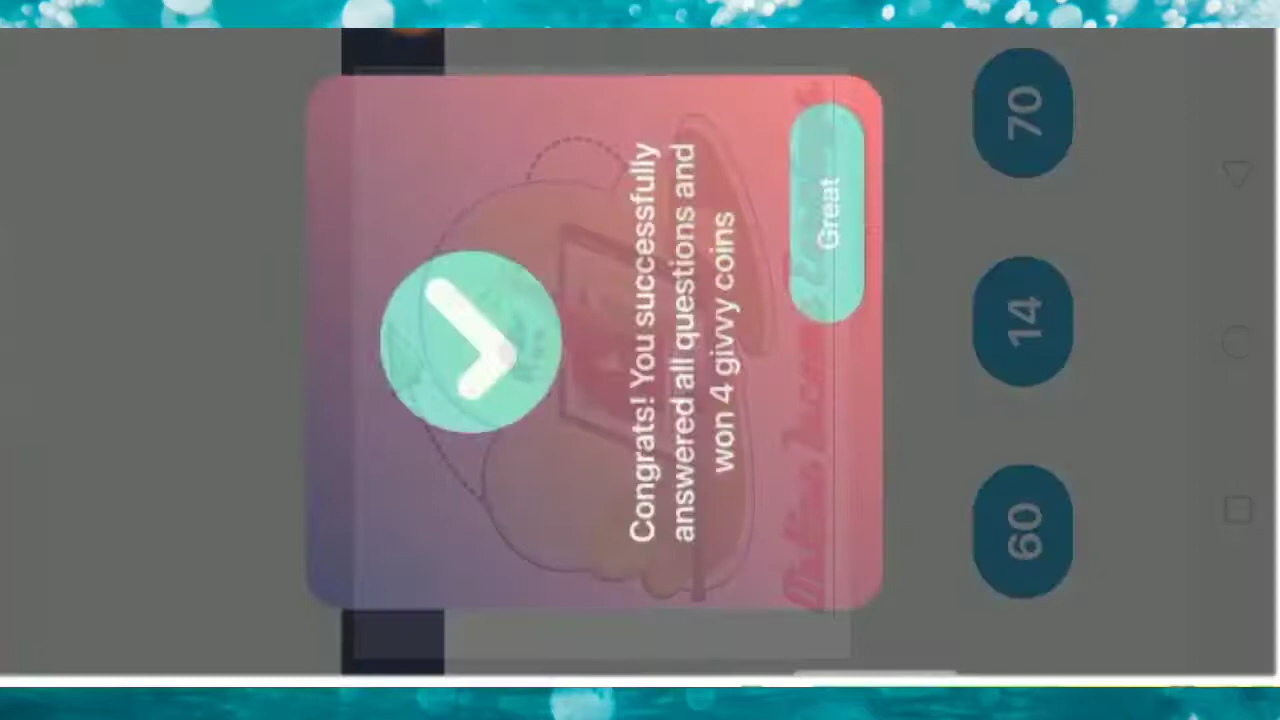 Congrats! You successfully
answered all questions and
won 4 givvy coins
Great
60
14
70